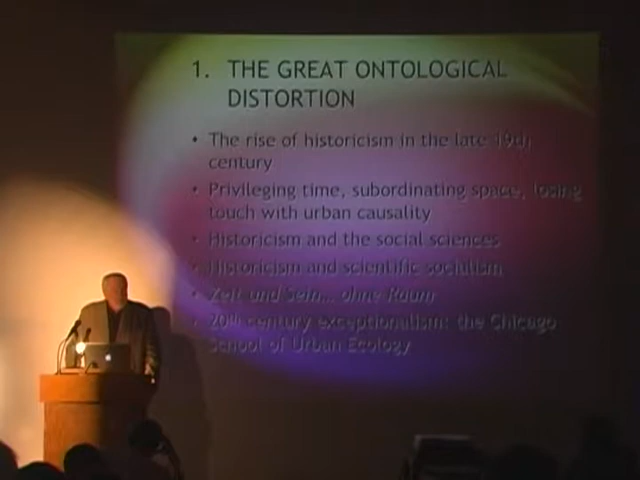 1. THE GREAT ONTOLOGICAL
DISTORTION
• The rise of historicism in the late 19th
century
• Privileging time, subordinating space, losing
touch with urban causality
• Historicism and the social sciences
• Historicism and scientific socialism
• Zeit und Sein... ohne Raum
• 20th century exceptionalism: the Chicago
School of Urban Ecology